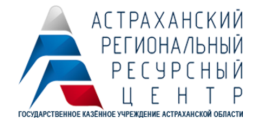 АСТРАХАНСКИЙ
РЕГИОНАЛЬНЫЙ
РЕСУРСНЫЙ
ЦЕНТР
ГОСУДАРСТВЕННОЕ КАЗЁННОЕ УЧРЕЖДЕНИЕ АСТРАХАНСКОЙ ОБЛАСТИ